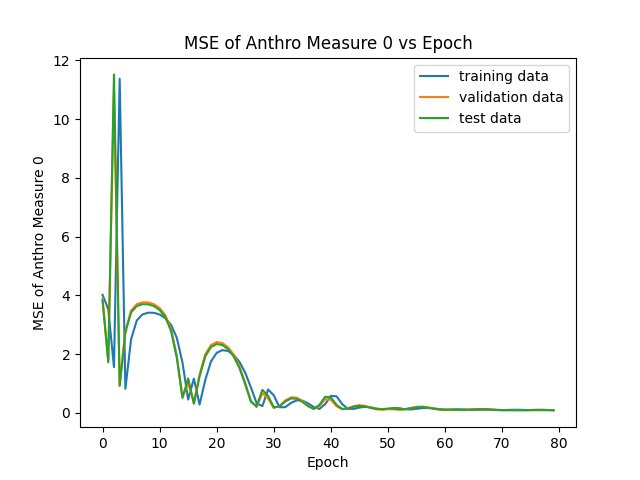 MSE of Anthro Measure 0 vs Epoch
training data
validation data
test data
MSE of Anthro Measure 0
12
10
8
6
4
2
0
0 10 20 30 40 50 60 70 80
Epoch